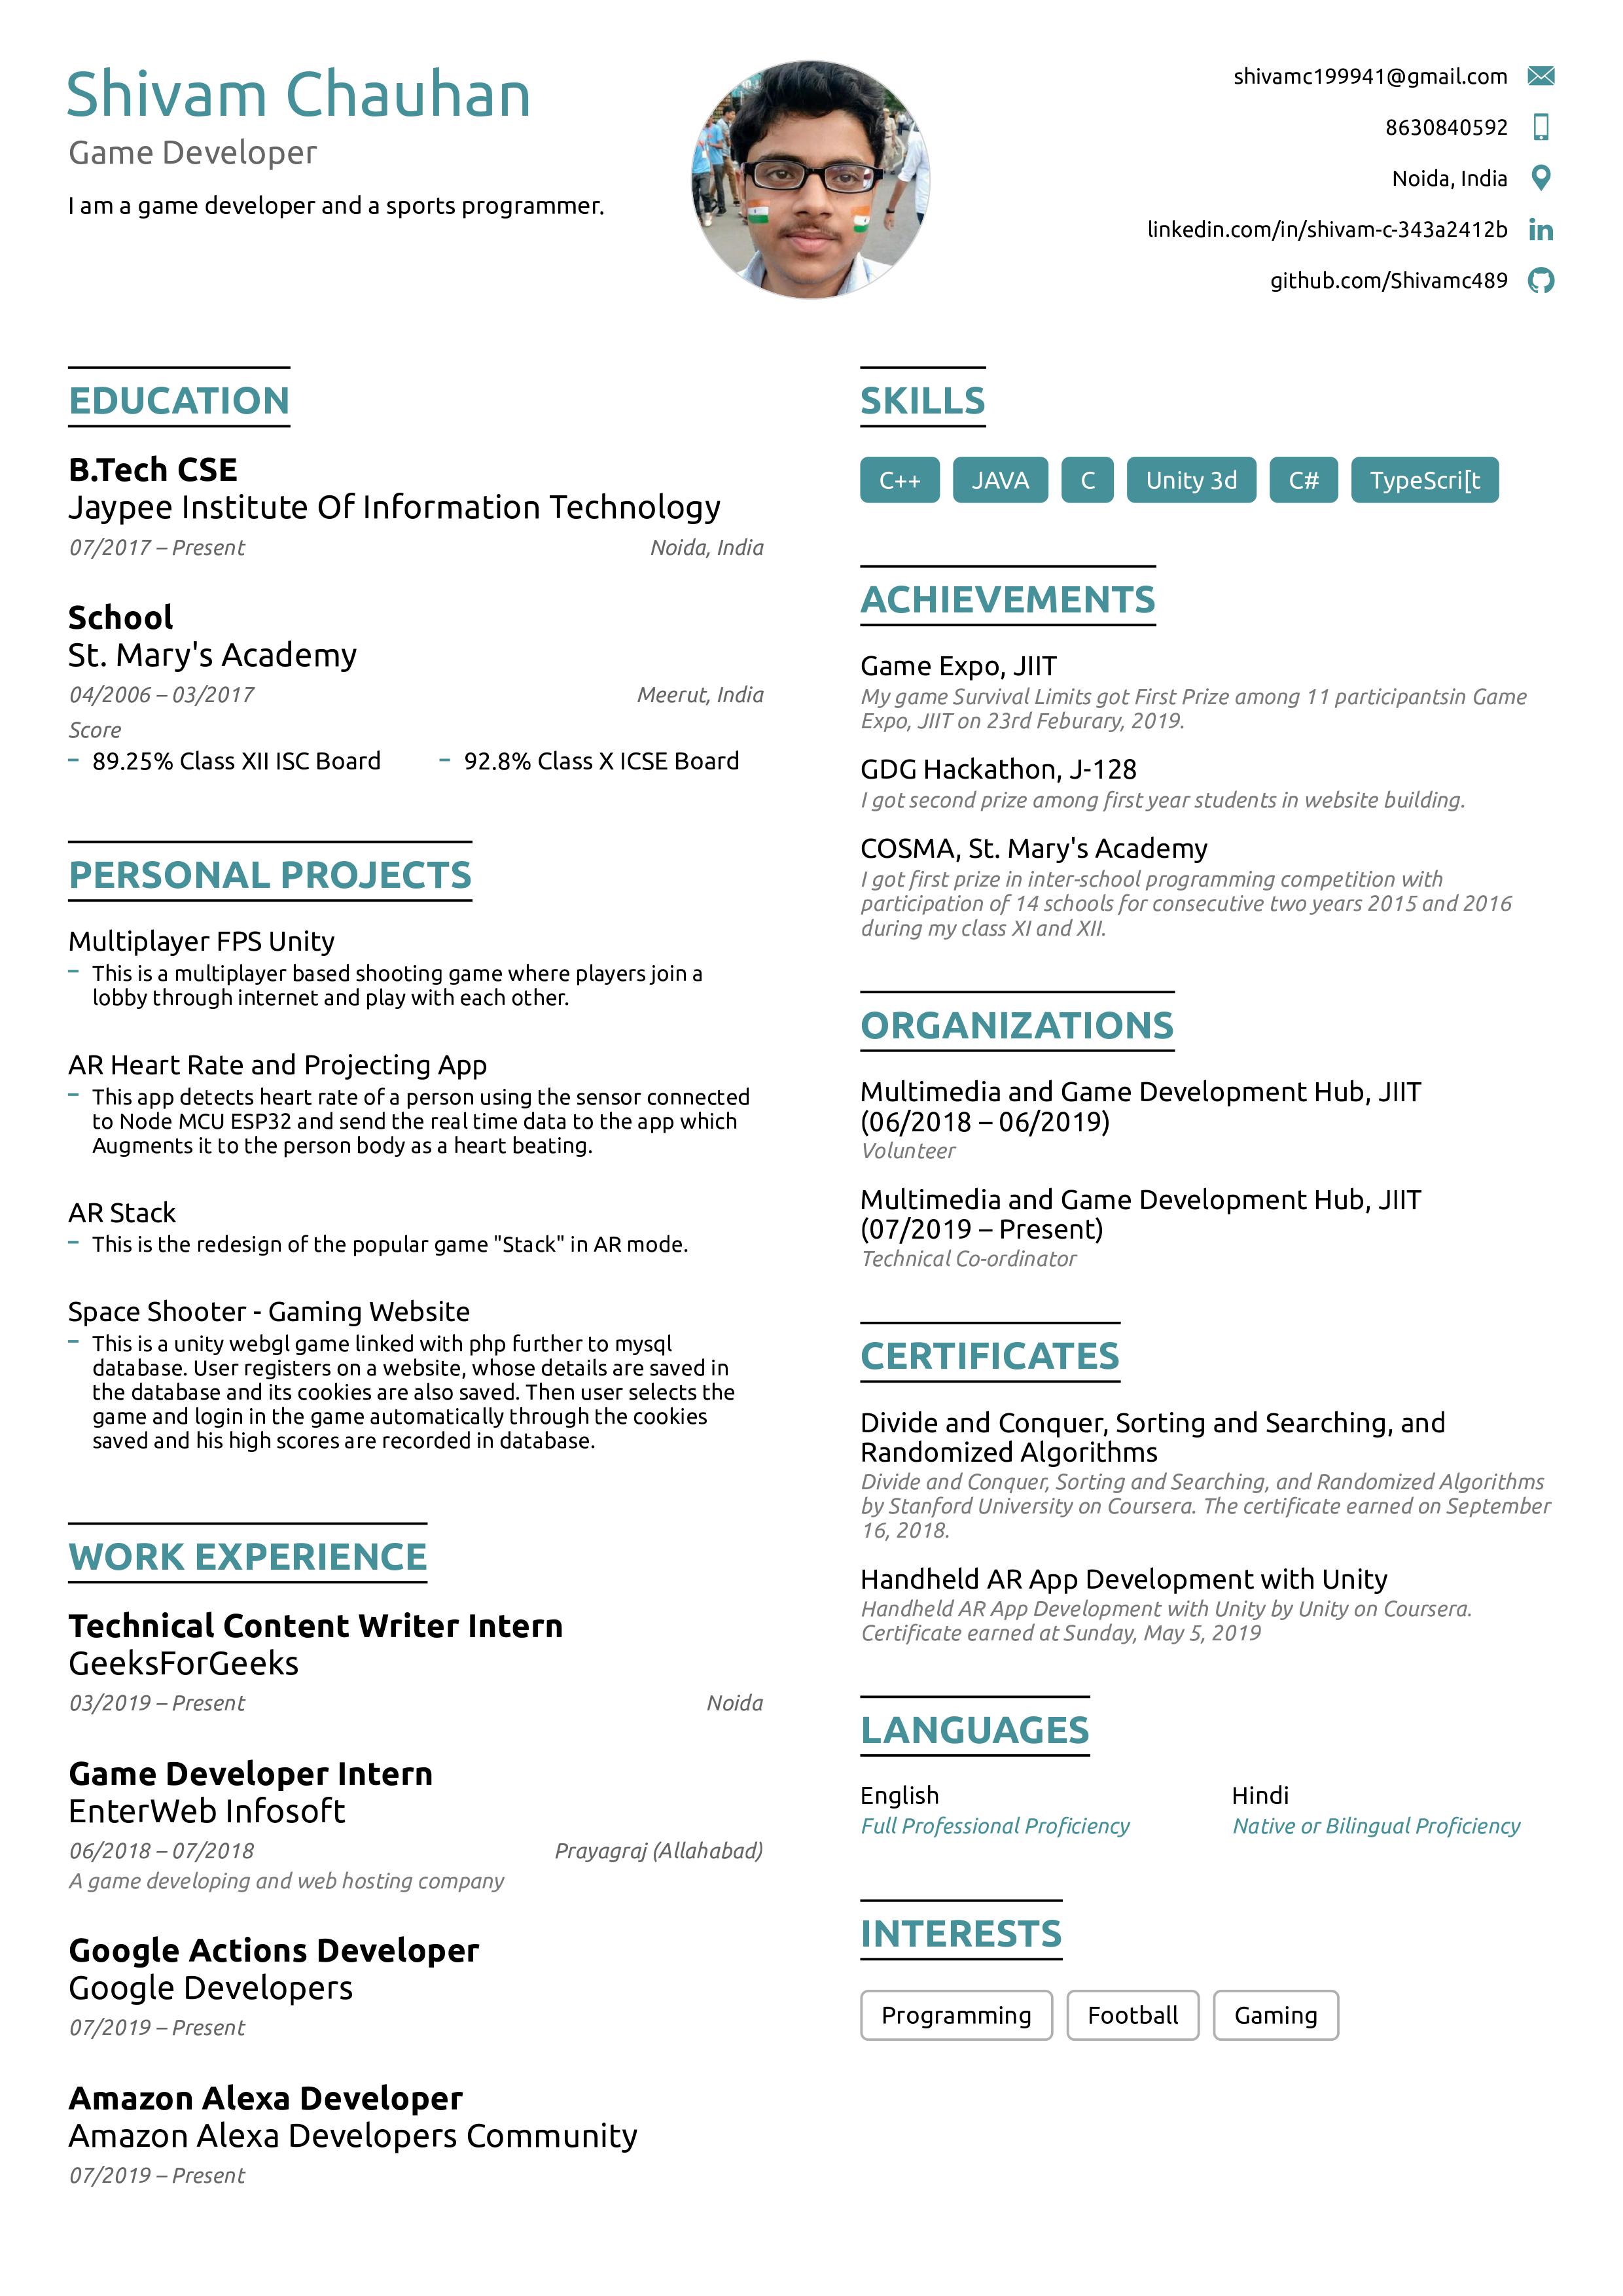 Shivam Chauhan
Game Developer
I am a game developer and a sports programmer.
shivamc199941@gmail.com
8630840592
Noida, India
linkedin.com/in/shivam-c-343a2412b
github.com/Shivamc489
EDUCATION
B.Tech CSE
Jaypee Institute Of Information Technology
07/2017 – Present Noida, India
School
St. Mary's Academy
04/2006 – 03/2017 Meerut, India
Score
89.25% Class XII ISC Board – 92.8% Class X ICSE Board
PERSONAL PROJECTS
Multiplayer FPS Unity
– This is a multiplayer based shooting game where players join a
lobby through internet and play with each other.
AR Heart Rate and Projecting App
– This app detects heart rate of a person using the sensor connected
to Node MCU ESP32 and send the real time data to the app which
Augments it to the person body as a heart beating.
AR Stack
– This is the redesign of the popular game "Stack" in AR mode.
Space Shooter - Gaming Website
– This is a unity webgl game linked with php further to mysql
database. User registers on a website, whose details are saved in
the database and its cookies are also saved. Then user selects the
game and login in the game automatically through the cookies
saved and his high scores are recorded in database.
WORK EXPERIENCE
Technical Content Writer Intern
GeeksForGeeks
03/2019 – Present Noida
Game Developer Intern
EnterWeb Infosoft
06/2018 – 07/2018 Prayagraj (Allahabad)
A game developing and web hosting company
Google Actions Developer
Google Developers
07/2019 – Present
Amazon Alexa Developer
Amazon Alexa Developers Community
07/2019 – Present
SKILLS
C++ JAVA C Unity 3d C# TypeScri[t
ACHIEVEMENTS
Game Expo, JIIT
My game Survival Limits got First Prize among 11 participantsin Game
Expo, JIIT on 23rd Feburary, 2019.
GDG Hackathon, J-128
I got second prize among first year students in website building.
COSMA, St. Mary's Academy
I got first prize in inter-school programming competition with
participation of 14 schools for consecutive two years 2015 and 2016
during my class XI and XII.
ORGANIZATIONS
Multimedia and Game Development Hub, JIIT
(06/2018 – 06/2019)
Volunteer
Multimedia and Game Development Hub, JIIT
(07/2019 – Present)
Technical Co-ordinator
CERTIFICATES
Divide and Conquer, Sorting and Searching, and
Randomized Algorithms
Divide and Conquer, Sorting and Searching, and Randomized Algorithms
by Stanford University on Coursera. The certificate earned on September
16, 2018.
Handheld AR App Development with Unity
Handheld AR App Development with Unity by Unity on Coursera.
Certificate earned at Sunday, May 5, 2019
LANGUAGES
English Hindi
Full Professional Proficiency Native or Bilingual Proficiency
INTERESTS
Programming Football Gaming